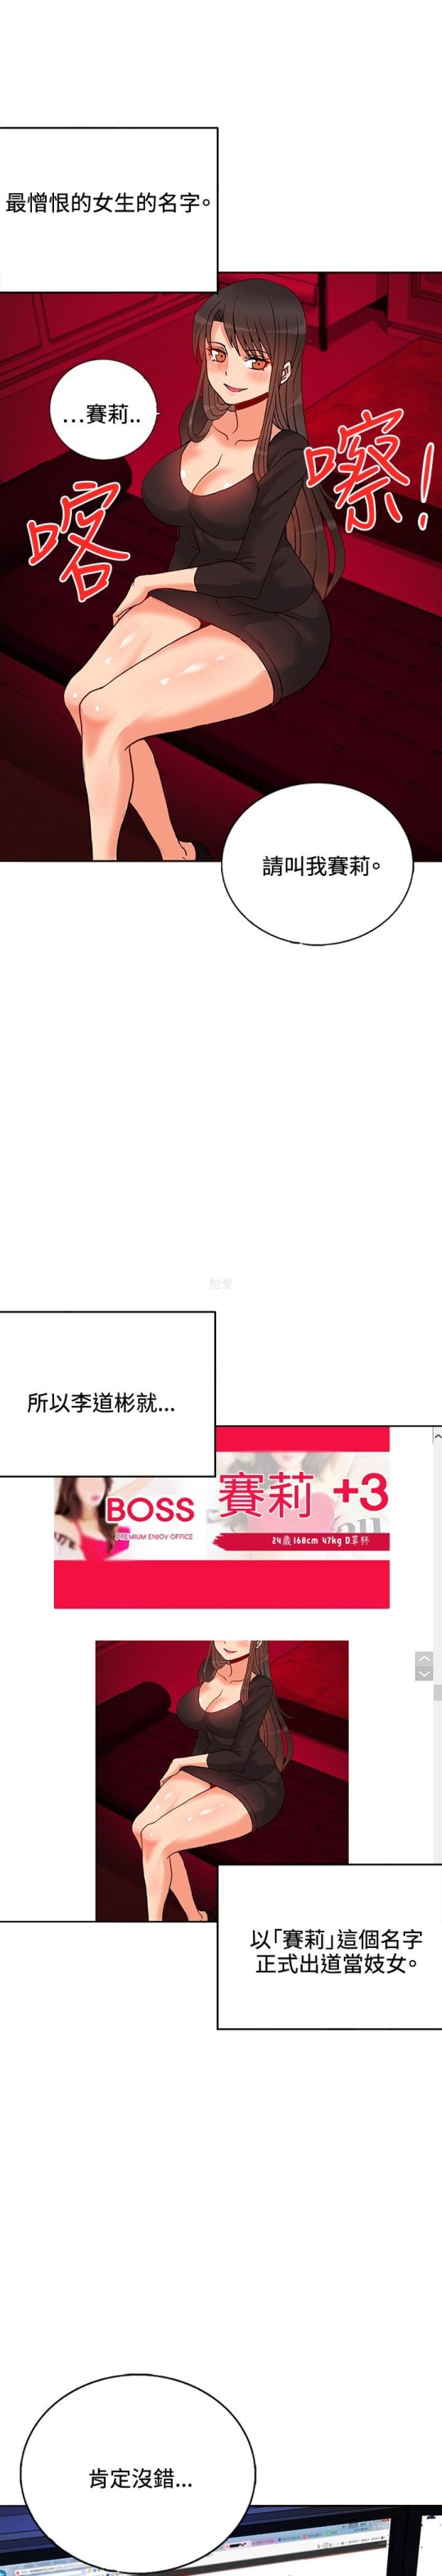 最憎恨的女生的名字。
...賽莉..
喀
嚓!
請叫我賽莉。
所以李道彬就...
BOSS
PREMIUM ENJOY OFFICE
賽莉 +3
24歲 168cm 47kg D罩杯
以「賽莉」這個名字
正式出道當妓女。
肯定沒錯...